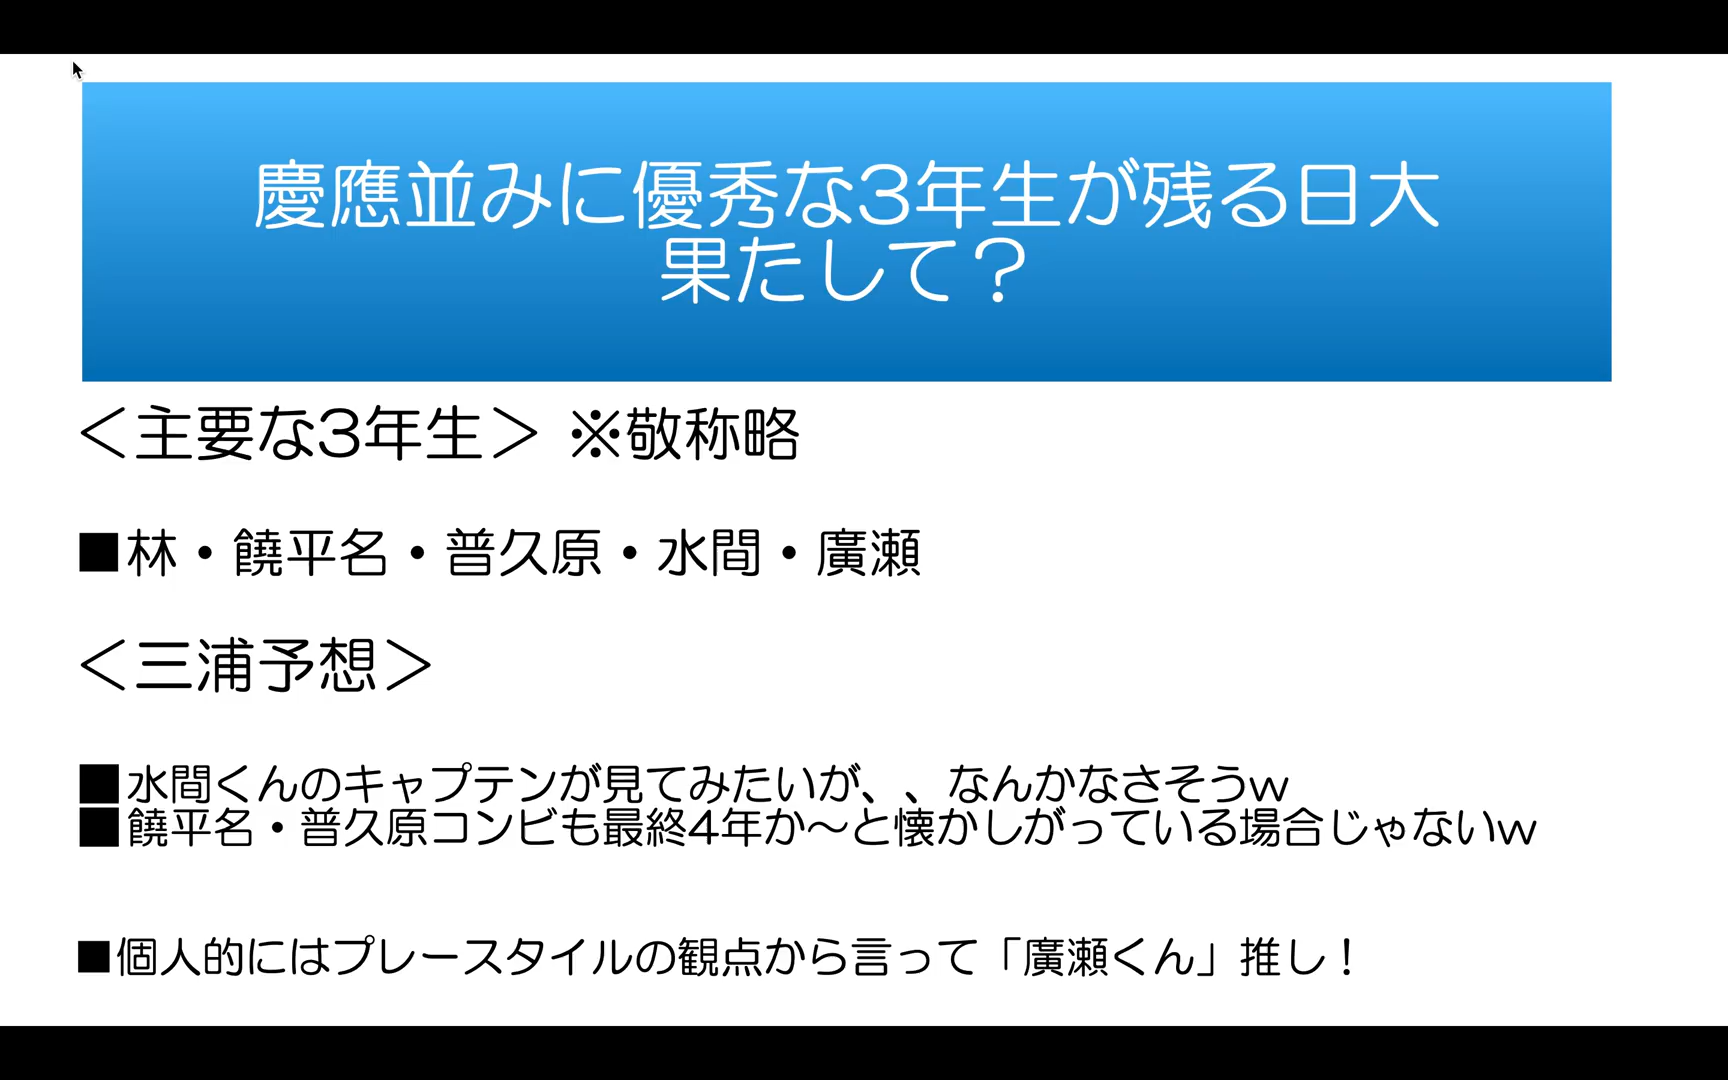 慶應並みに優秀な3年生が残る日大
果たして？
＜主要な3年生＞ ※敬称略
■林・饒平名・普久原・水間・廣瀬
＜三浦予想＞
■水間くんのキャプテンが見てみたいが、、なんかなさそうw
■饒平名・普久原コンビも最終4年か〜と懐かしがっている場合じゃないw
■個人的にはプレースタイルの観点から言って「廣瀬くん」推し！